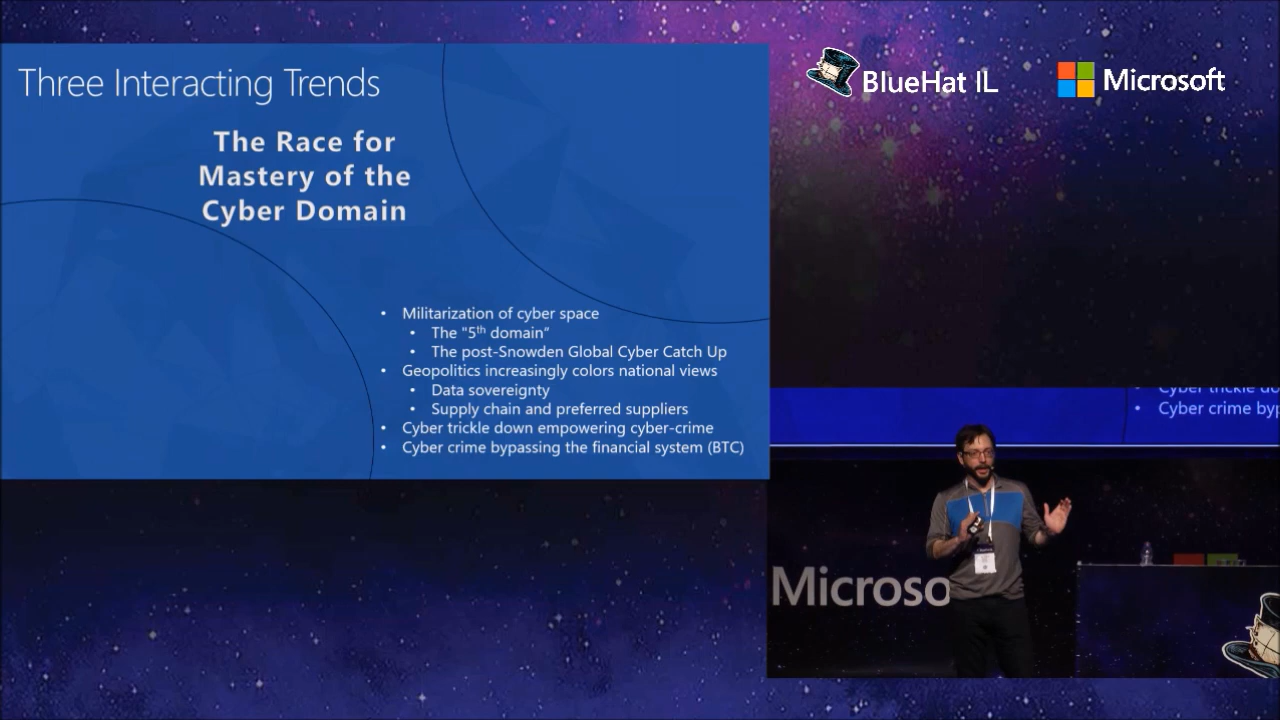 Three Interacting Trends
The Race for
Mastery of the
Cyber Domain
• Militarization of cyber space
• The "5th domain"
• The post-Snowden Global Cyber Catch Up
• Geopolitics increasingly colors national views
• Data sovereignty
• Supply chain and preferred suppliers
• Cyber trickle down empowering cyber-crime
• Cyber crime bypassing the financial system (BTC)
BlueHat IL
Microsoft
• Cyber trickle do
• Cyber crime byp
Microso